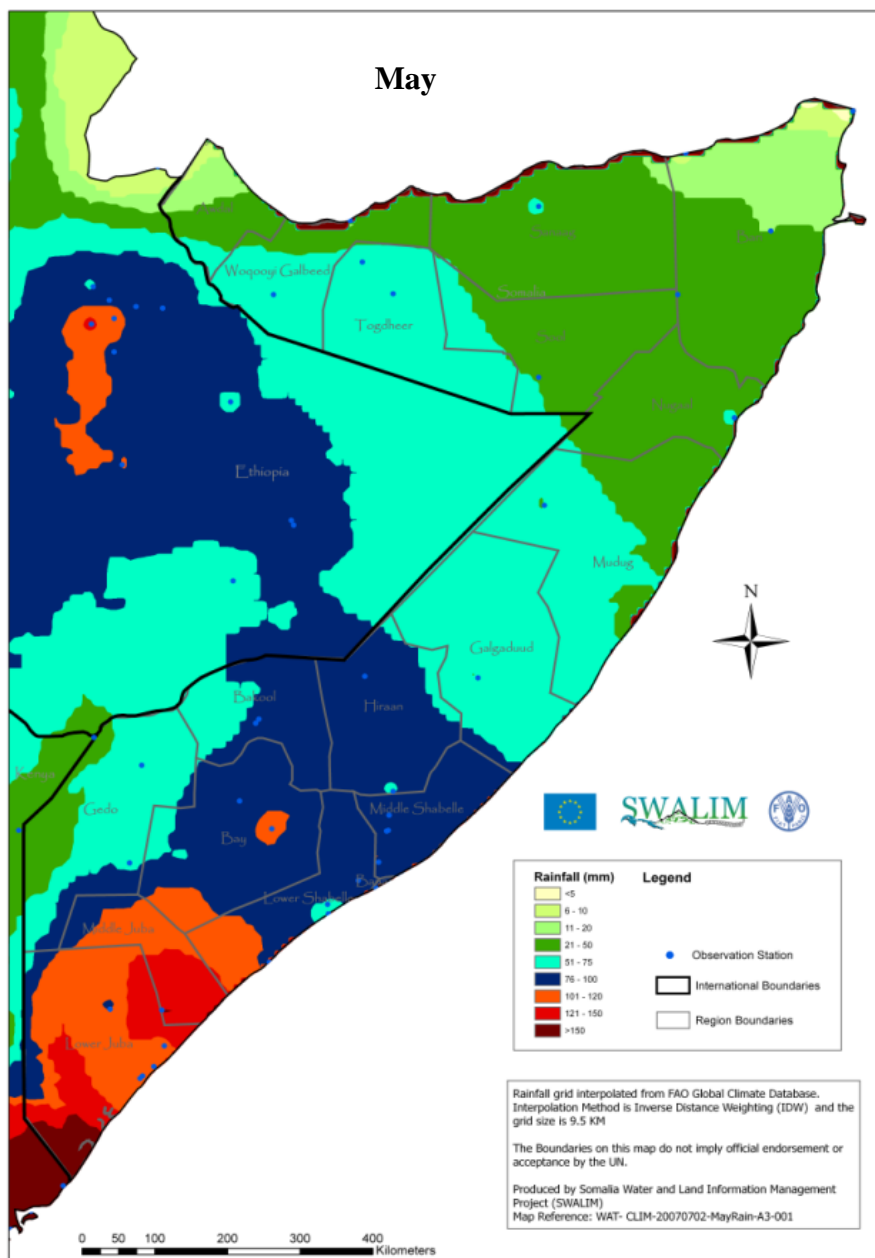 May
Awdal
Woqooyi Galbeed
Togdheer
Sanaag
Bari
Somalia
Sool
Nugaal
Ethiopia
Mudug
N
Galgaduud
Bakool
Hiraan
Kenya
Gedo
Middle Shabelle
Bay
Lower Shabelle
Middle Juba
Lower Juba
SWALIM
FAO
Rainfall (mm) Legend
<5
6 - 10
11 - 20
21 - 50
51 - 75
76 - 100
101 - 120
121 - 150
>150
Observation Station
International Boundaries
Region Boundaries
Rainfall grid interpolated from FAO Global Climate Database.
Interpolation Method is Inverse Distance Weighting (IDW) and the
grid size is 9.5 KM
The Boundaries on this map do not imply official endorsement or
acceptance by the UN.
Produced by Somalia Water and Land Information Management
Project (SWALIM)
Map Reference: WAT- CLIM-20070702-MayRain-A3-001
0 50 100 200 300 400
Kilometers